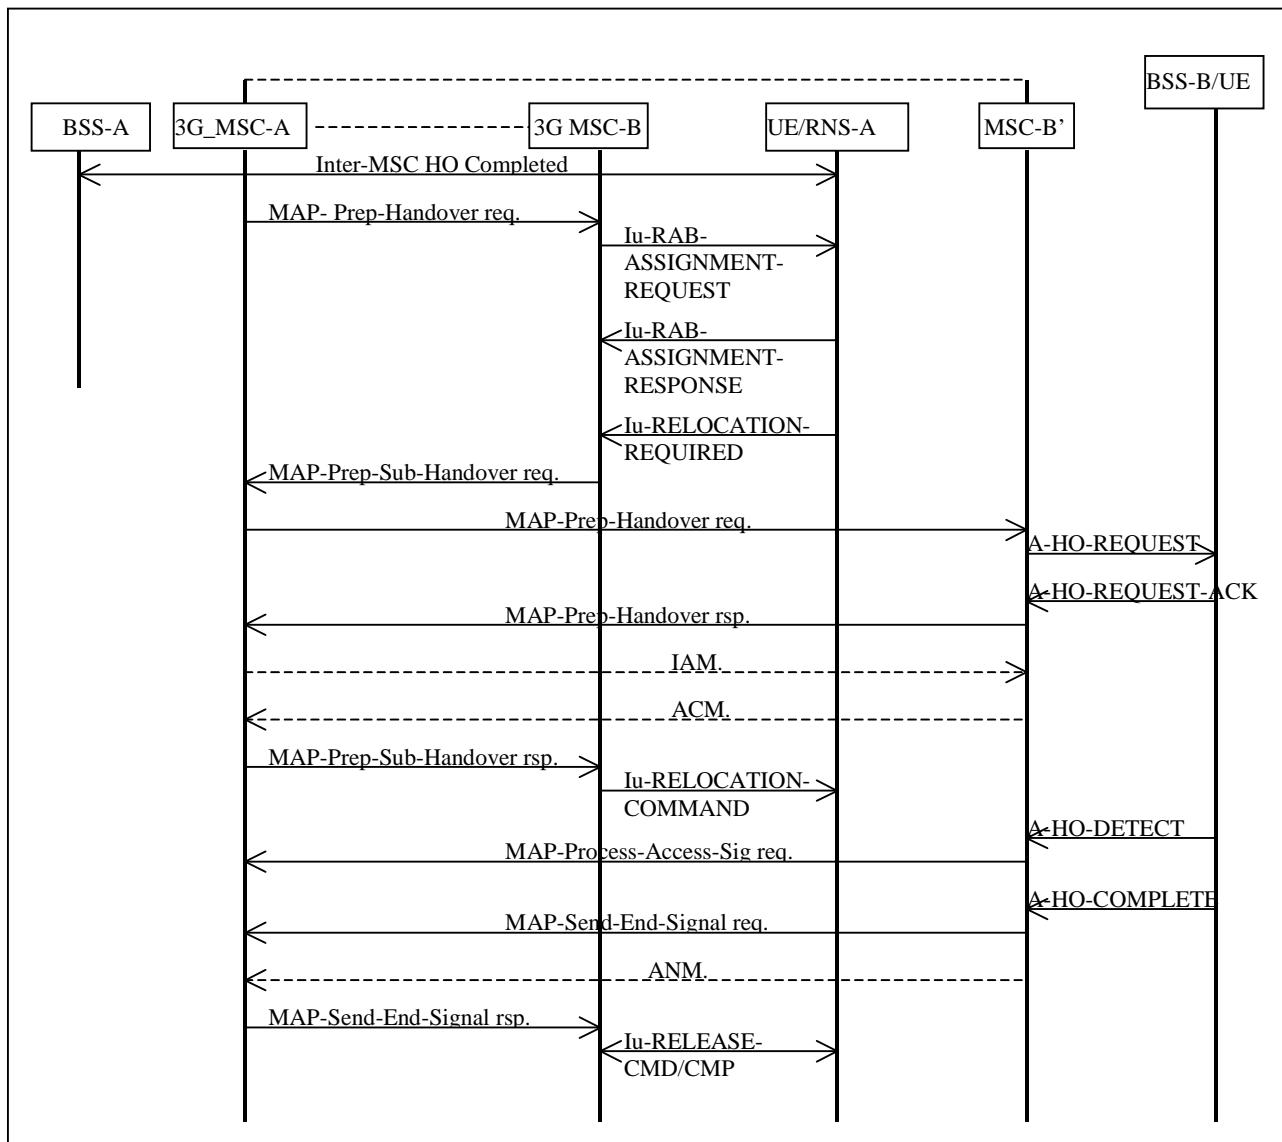 BSS-B/UE
BSS-A
3G_MSC-A
3G MSC-B
UE/RNS-A
MSC-B’
Inter-MSC HO Completed
MAP- Prep-Handover req.
Iu-RAB-
ASSIGNMENT-
REQUEST
Iu-RAB-
ASSIGNMENT-
RESPONSE
Iu-RELOCATION-
REQUIRED
MAP-Prep-Sub-Handover req.
MAP-Prep-Handover req.
A-HO-REQUEST
A-HO-REQUEST-ACK
MAP-Prep-Handover rsp.
IAM.
ACM.
MAP-Prep-Sub-Handover rsp.
Iu-RELOCATION-
COMMAND
A-HO-DETECT
MAP-Process-Access-Sig req.
A-HO-COMPLETE
MAP-Send-End-Signal req.
ANM.
MAP-Send-End-Signal rsp.
Iu-RELEASE-
CMD/CMP